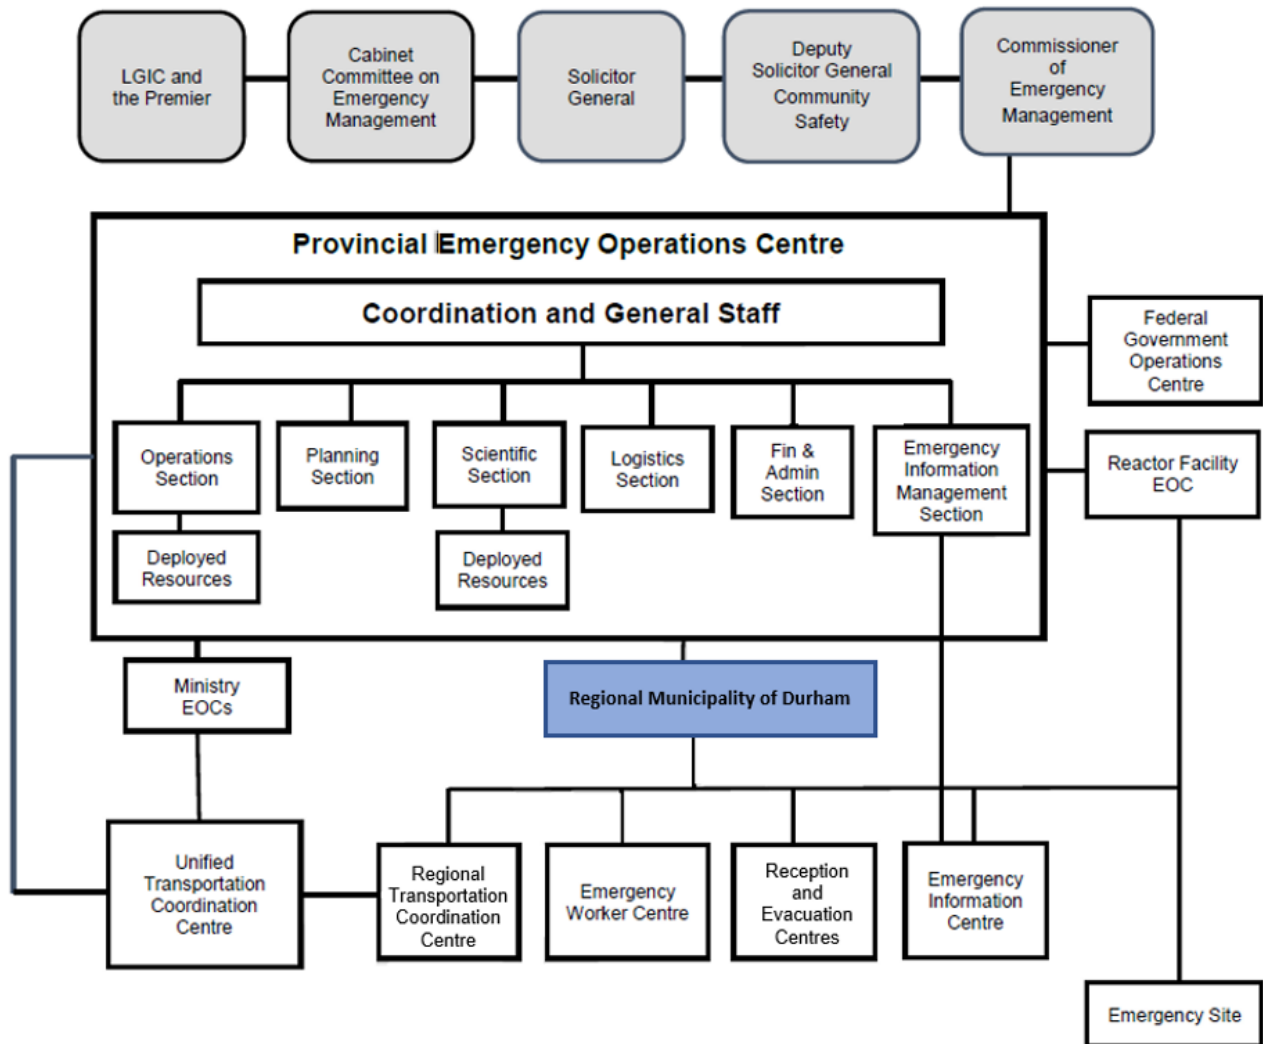 LGIC and
the Premier
Cabinet
Committee on
Emergency
Management
Solicitor
General
Deputy
Solicitor General
Community
Safety
Commissioner
of
Emergency
Management
Provincial Emergency Operations Centre
Coordination and General Staff
Federal
Government
Operations
Centre
Operations
Section
Planning
Section
Scientific
Section
Logistics
Section
Fin &
Admin
Section
Emergency
Information
Management
Section
Reactor Facility
EOC
Deployed
Resources
Deployed
Resources
Ministry
EOCs
Regional Municipality of Durham
Unified
Transportation
Coordination
Centre
Regional
Transportation
Coordination
Centre
Emergency
Worker Centre
Reception
and
Evacuation
Centres
Emergency
Information
Centre
Emergency Site